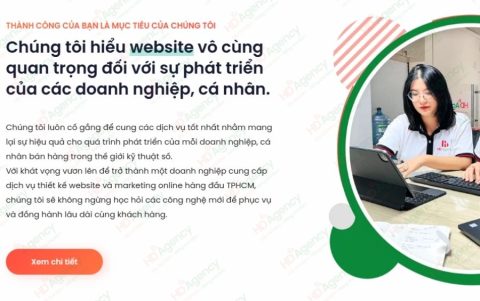 THÀNH CÔNG CỦA BẠN LÀ MỤC TIÊU CỦA CHÚNG TÔI
Chúng tôi hiểu website vô cùng
quan trọng đối với sự phát triển
của các doanh nghiệp, cá nhân.
Chúng tôi luôn cố gắng để cung các dịch vụ tốt nhất nhằm mang
lại sự hiệu quả cho quá trình phát triển của mỗi doanh nghiệp, cá
nhân bán hàng trong thế giới kỹ thuật số.
Với khát vọng vươn lên để trở thành một doanh nghiệp cung cấp
dịch vụ thiết kế website và marketing online hàng đầu TPHCM,
chúng tôi sẽ không ngừng học hỏi các công nghệ mới để phục vụ
và đồng hành lâu dài cùng khách hàng.
Xem chi tiết
HD Agency